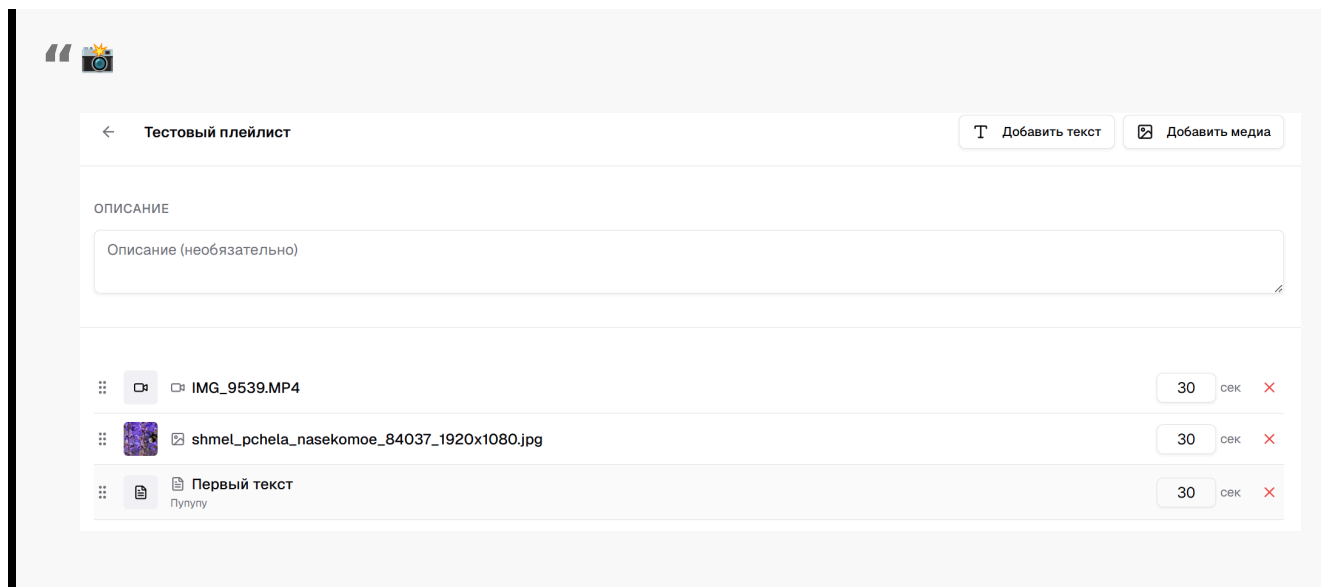 “
Тестовый плейлист
Добавить текст
Добавить медиа
ОПИСАНИЕ
Описание (необязательно)
IMG_9539.MP4
30 сек
shmel_pchela_nasekomoe_84037_1920x1080.jpg
30 сек
Первый текст
Пупупу
30 сек